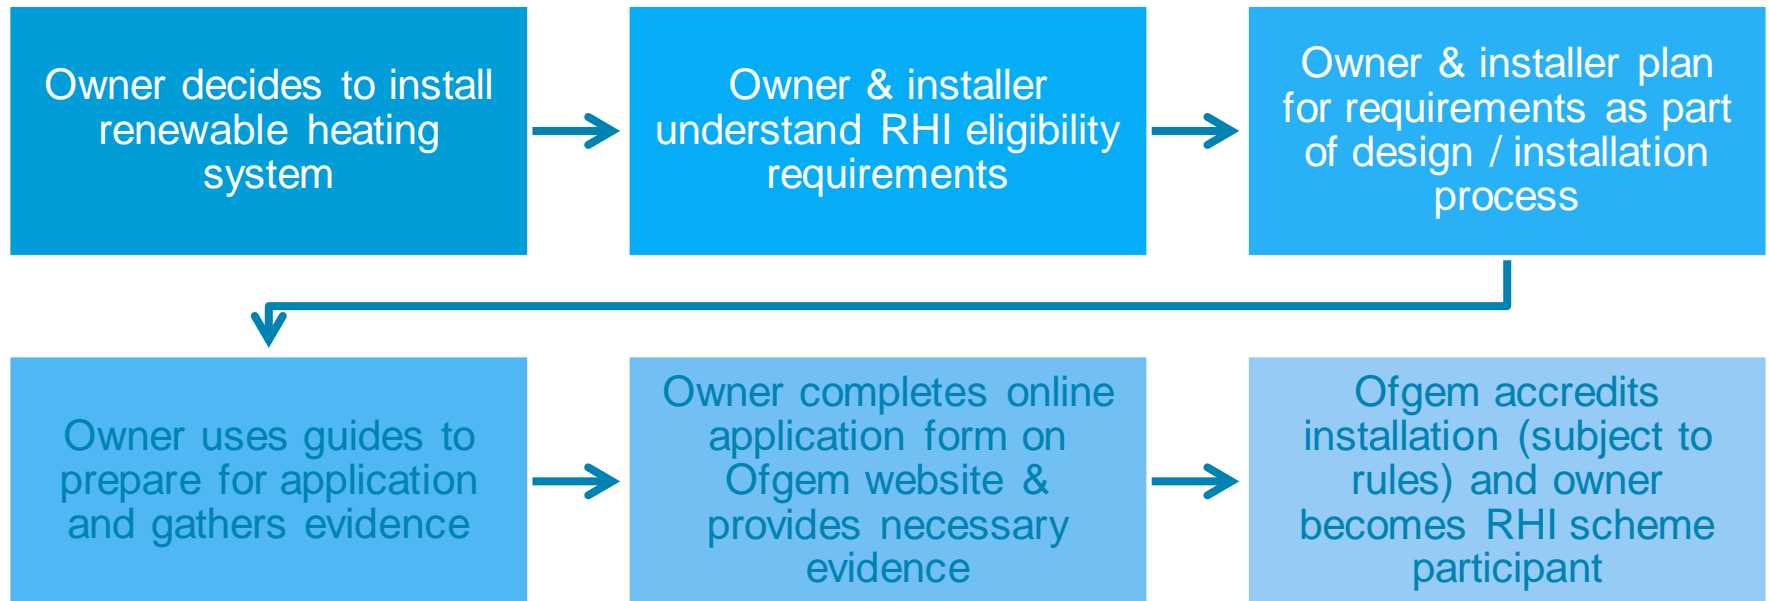 Owner decides to install
renewable heating
system
Owner & installer
understand RHI eligibility
requirements
Owner & installer plan
for requirements as part
of design / installation
process
Owner uses guides to
prepare for application
and gathers evidence
Owner completes online
application form on
Ofgem website &
provides necessary
evidence
Ofgem accredits
installation (subject to
rules) and owner
becomes RHI scheme
participant